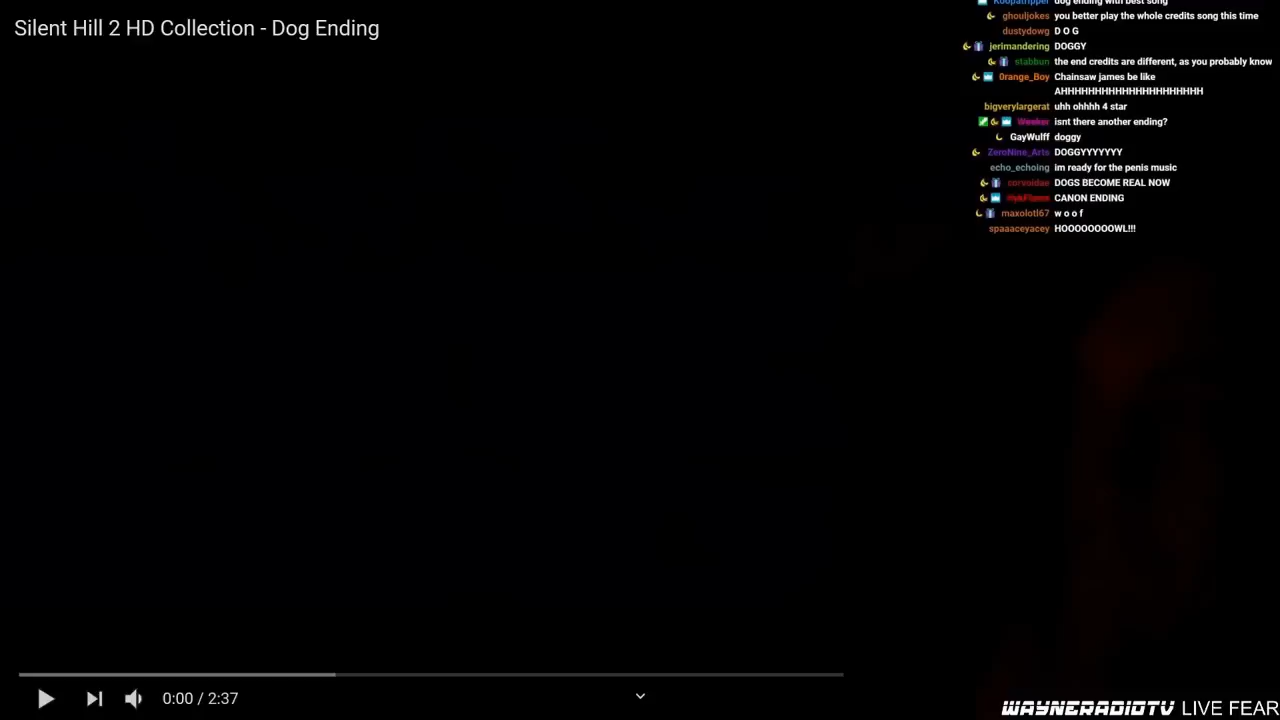 Silent Hill 2 HD Collection - Dog Ending
Koopatripper dog ending with best song
ghouljokes you better play the whole credits song this time
dustydowg D O G
jerimandering DOGGY
stabbun the end credits are different, as you probably know
0range_Boy Chainsaw james be like
AHHHHHHHHHHHHHHHHHHHHH
bigverylargerat uhh ohhhh 4 star
isnt there another ending?
GayWulff doggy
ZeroNine_Arts DOGGYYYYYYY
echo_echoing im ready for the penis music
corvoidae DOGS BECOME REAL NOW
CANON ENDING
maxolotl67 w o o f
spaaaceyacey HOOOOOOOOWL!!!
0:00 / 2:37
WAYNERADIOTV LIVE FEAR